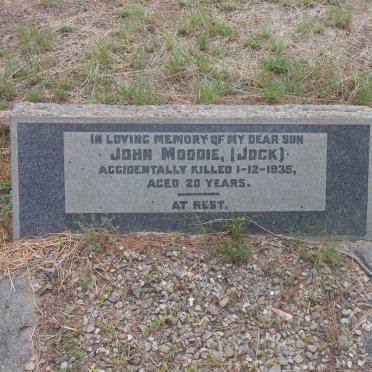 IN LOVING MEMORY OF MY DEAR SON
JOHN MOODIE, (JOCK)
ACCIDENTALLY KILLED 1-12-1935,
AGED 20 YEARS.
AT REST.